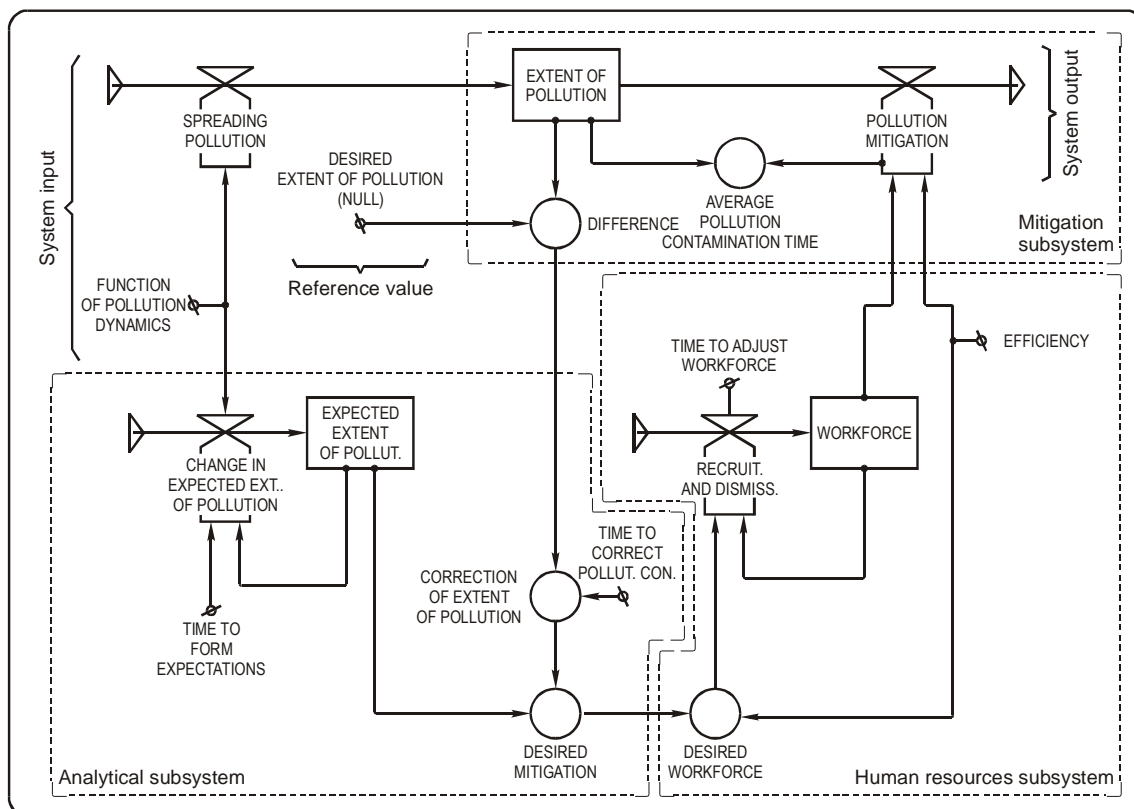 System input
SPREADING
POLLUTION
EXTENT OF
POLLUTION
POLLUTION
MITIGATION
System output
DESIRED
EXTENT OF POLLUTION
(NULL)
Reference value
DIFFERENCE
AVERAGE
POLLUTION
CONTAMINATION TIME
Mitigation
subsystem
FUNCTION
OF POLLUTION
DYNAMICS
TIME TO ADJUST
WORKFORCE
EFFICIENCY
EXPECTED
EXTENT
OF POLLUT.
CHANGE IN
EXPECTED EXT..
OF POLLUTION
WORKFORCE
RECRUIT.
AND DISMISS.
TIME TO
CORRECT
POLLUT. CON.
CORRECTION
OF EXTENT
OF POLLUTION
TIME TO
FORM
EXPECTATIONS
DESIRED
MITIGATION
DESIRED
WORKFORCE
Analytical subsystem
Human resources subsystem